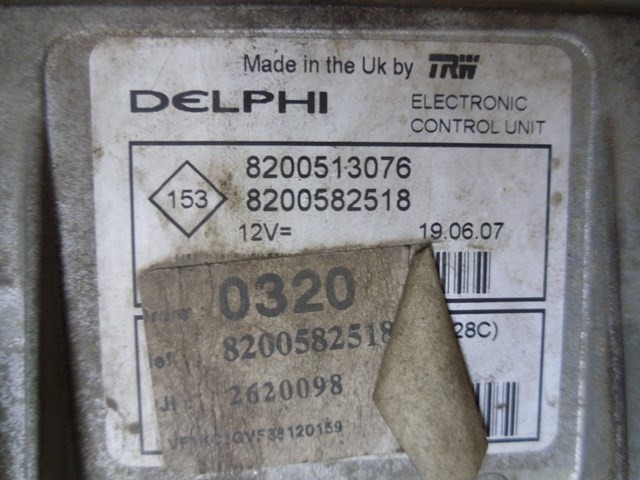 Made in the Uk by TRW
DELPHI
ELECTRONIC
CONTROL UNIT
153
8200513076
8200582518
12V=
19.06.07
0320
8200582518
28C)
2620098